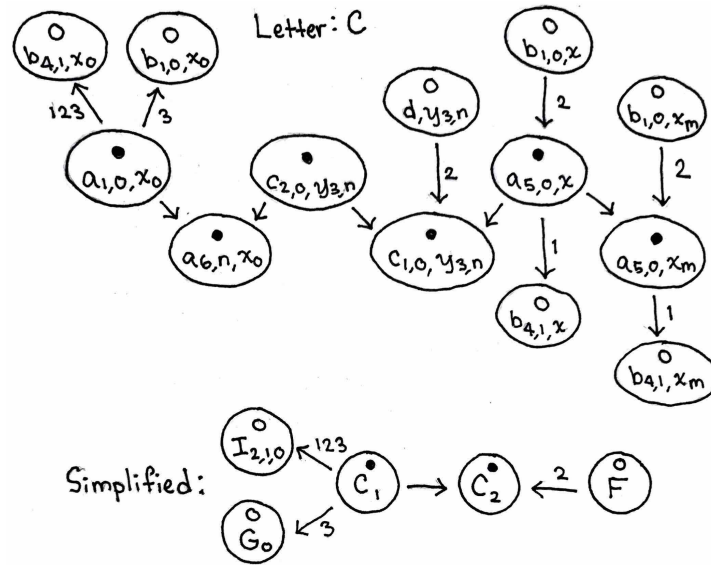 Letter: C
b₄,₁,x₀
b₁,₀,x₀
b₁,₀,x
d,y₃,n
b₁,₀,xₘ
123
3
2
2
2
a₁,₀,x₀
c₂,₀,y₃,n
a₅,₀,x
a₆,n,x₀
c₁,₀,y₃,n
a₅,₀,xₘ
1
1
b₄,₁,x
b₄,₁,xₘ
I₂,₁,₀
123
Simplified:
C₁
C₂
2
F
3
G₀